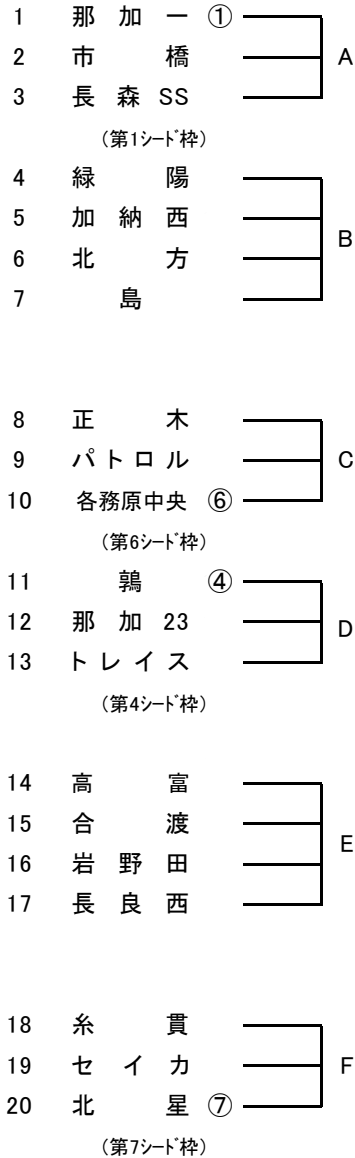 1 那加一 ①
2 市橋 A
3 長森SS
(第1シード枠)
4 緑陽
5 加納西
B
6 北方
7 島
8 正木
9 パトロル C
10 各務原中央 ⑥
(第6シード枠)
11 鶉 ④
12 那加23 D
13 トレイス
(第4シード枠)
14 高富
15 合渡
E
16 岩野田
17 長良西
18 糸貫
19 セイカ F
20 北星 ⑦
(第7シード枠)